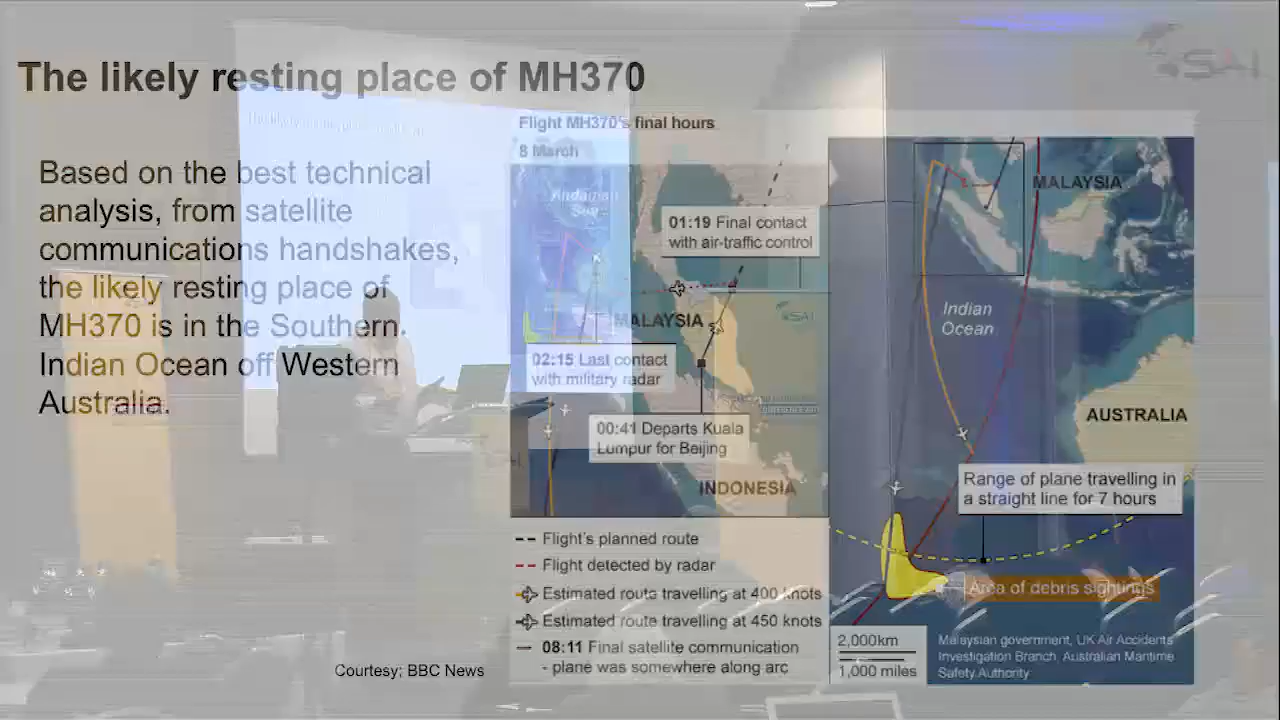 The likely resting place of MH370
SAI
Based on the best technical
analysis, from satellite
communications handshakes,
the likely resting place of
MH370 is in the Southern
Indian Ocean off Western
Australia.
Courtesy; BBC News
Flight MH370's final hours
8 March
Andaman
Sea
01:19 Final contact
with air-traffic control
MALAYSIA
02:15 Last contact
with military radar
00:41 Departs Kuala
Lumpur for Beijing
INDONESIA
Flight's planned route
Flight detected by radar
Estimated route travelling at 400 knots
Estimated route travelling at 450 knots
08:11 Final satellite communication
- plane was somewhere along arc
MALAYSIA
Indian
Ocean
AUSTRALIA
Range of plane travelling in
a straight line for 7 hours
Area of debris sightings
2,000km
1,000 miles
Malaysian government, UK Air Accidents
Investigation Branch, Australian Maritime
Safety Authority